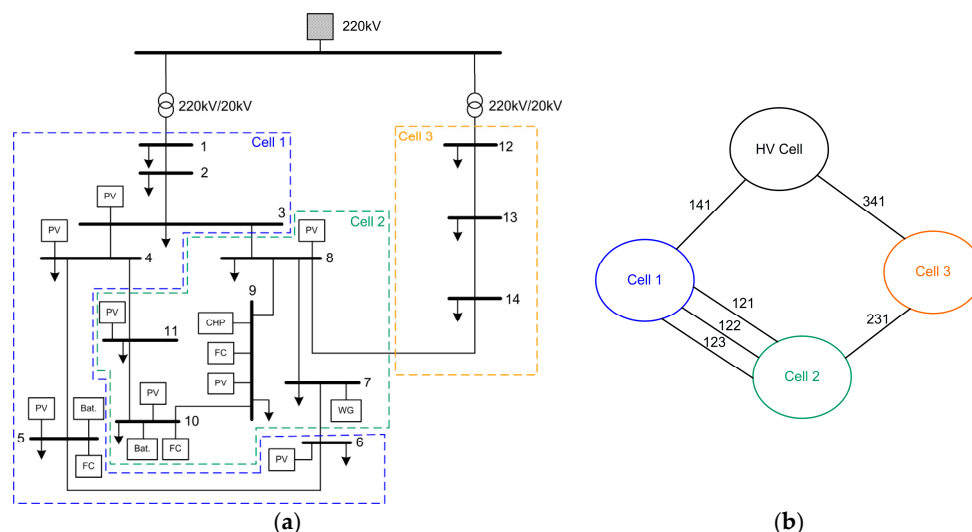 220kV
220kV/20kV
220kV/20kV
Cell 1
Cell 3
1
12
2
PV
3
13
Cell 2
PV
PV
4
8
9
14
PV
11
CHP
FC
PV
7
PV
Bat.
PV
10
WG
5
6
Bat.
FC
FC
PV
(a)
HV Cell
141
341
Cell 1
Cell 3
121
122
123
231
Cell 2
(b)